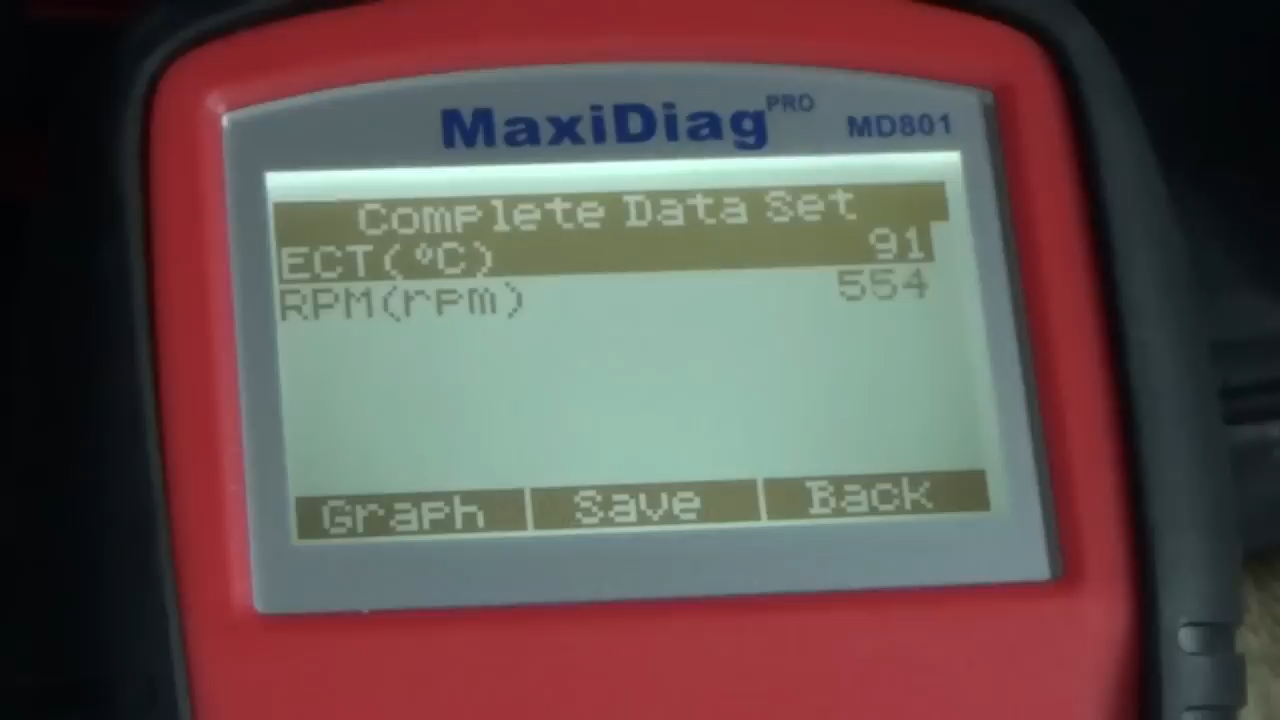 MaxiDiag PRO MD801
Complete Data Set
ECT(ºC) 91
RPM(rpm) 554
Graph Save Back